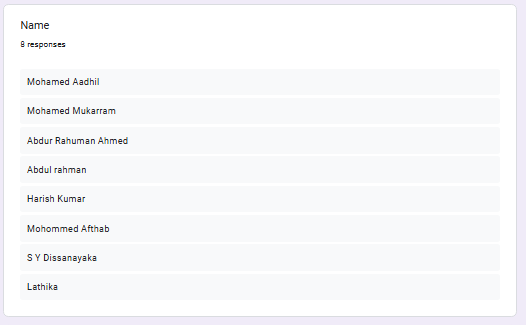 Name
8 responses
Mohamed Aadhil
Mohamed Mukarram
Abdur Rahuman Ahmed
Abdul rahman
Harish Kumar
Mohommed Afthab
S Y Dissanayaka
Lathika